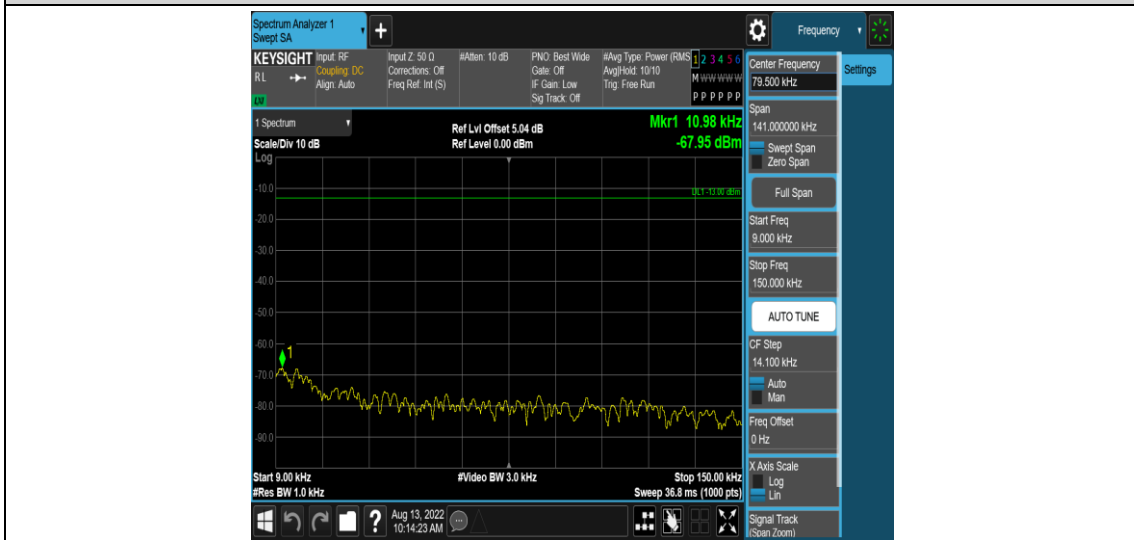 Spectrum Analyzer 1
Swept SA
+
Frequency
KEYSIGHT
RL
LXI
Input: RF
Coupling: DC
Align: Auto
Input Z: 50 Ω
Corrections: Off
Freq Ref: Int (S)
#Atten: 10 dB
PNO: Best Wide
Gate: Off
IF Gain: Low
Sig Track: Off
#Avg Type: Power (RMS
Avg|Hold: 10/10
Trig: Free Run
1 2 3 4 5 6
M W W W W W
P P P P P P
1 Spectrum
Scale/Div 10 dB
Ref Lvl Offset 5.04 dB
Ref Level 0.00 dBm
Mkr1 10.98 kHz
-67.95 dBm
Log
DL1 -13.00 dBm
-10.0
-20.0
-30.0
-40.0
-50.0
-60.0
1
-70.0
-80.0
-90.0
Start 9.00 kHz
#Res BW 1.0 kHz
#Video BW 3.0 kHz
Stop 150.00 kHz
Sweep 36.8 ms (1000 pts)
Center Frequency
79.500 kHz
Settings
Span
141.000000 kHz
Swept Span
Zero Span
Full Span
Start Freq
9.000 kHz
Stop Freq
150.000 kHz
AUTO TUNE
CF Step
14.100 kHz
Auto
Man
Freq Offset
0 Hz
X Axis Scale
Log
Lin
Signal Track
(Span Zoom)
?
Aug 13, 2022
10:14:23 AM